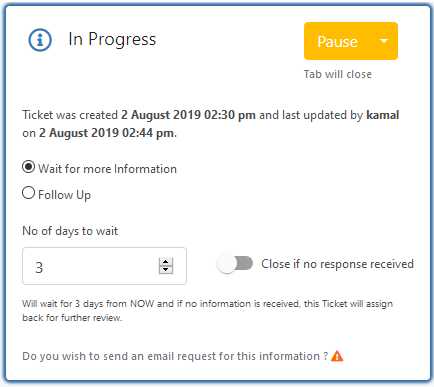 In Progress
Pause
Tab will close
Ticket was created 2 August 2019 02:30 pm and last updated by kamal
on 2 August 2019 02:44 pm.
Wait for more Information
Follow Up
No of days to wait
3
Close if no response received
Will wait for 3 days from NOW and if no information is received, this Ticket will assign
back for further review.
Do you wish to send an email request for this information ?